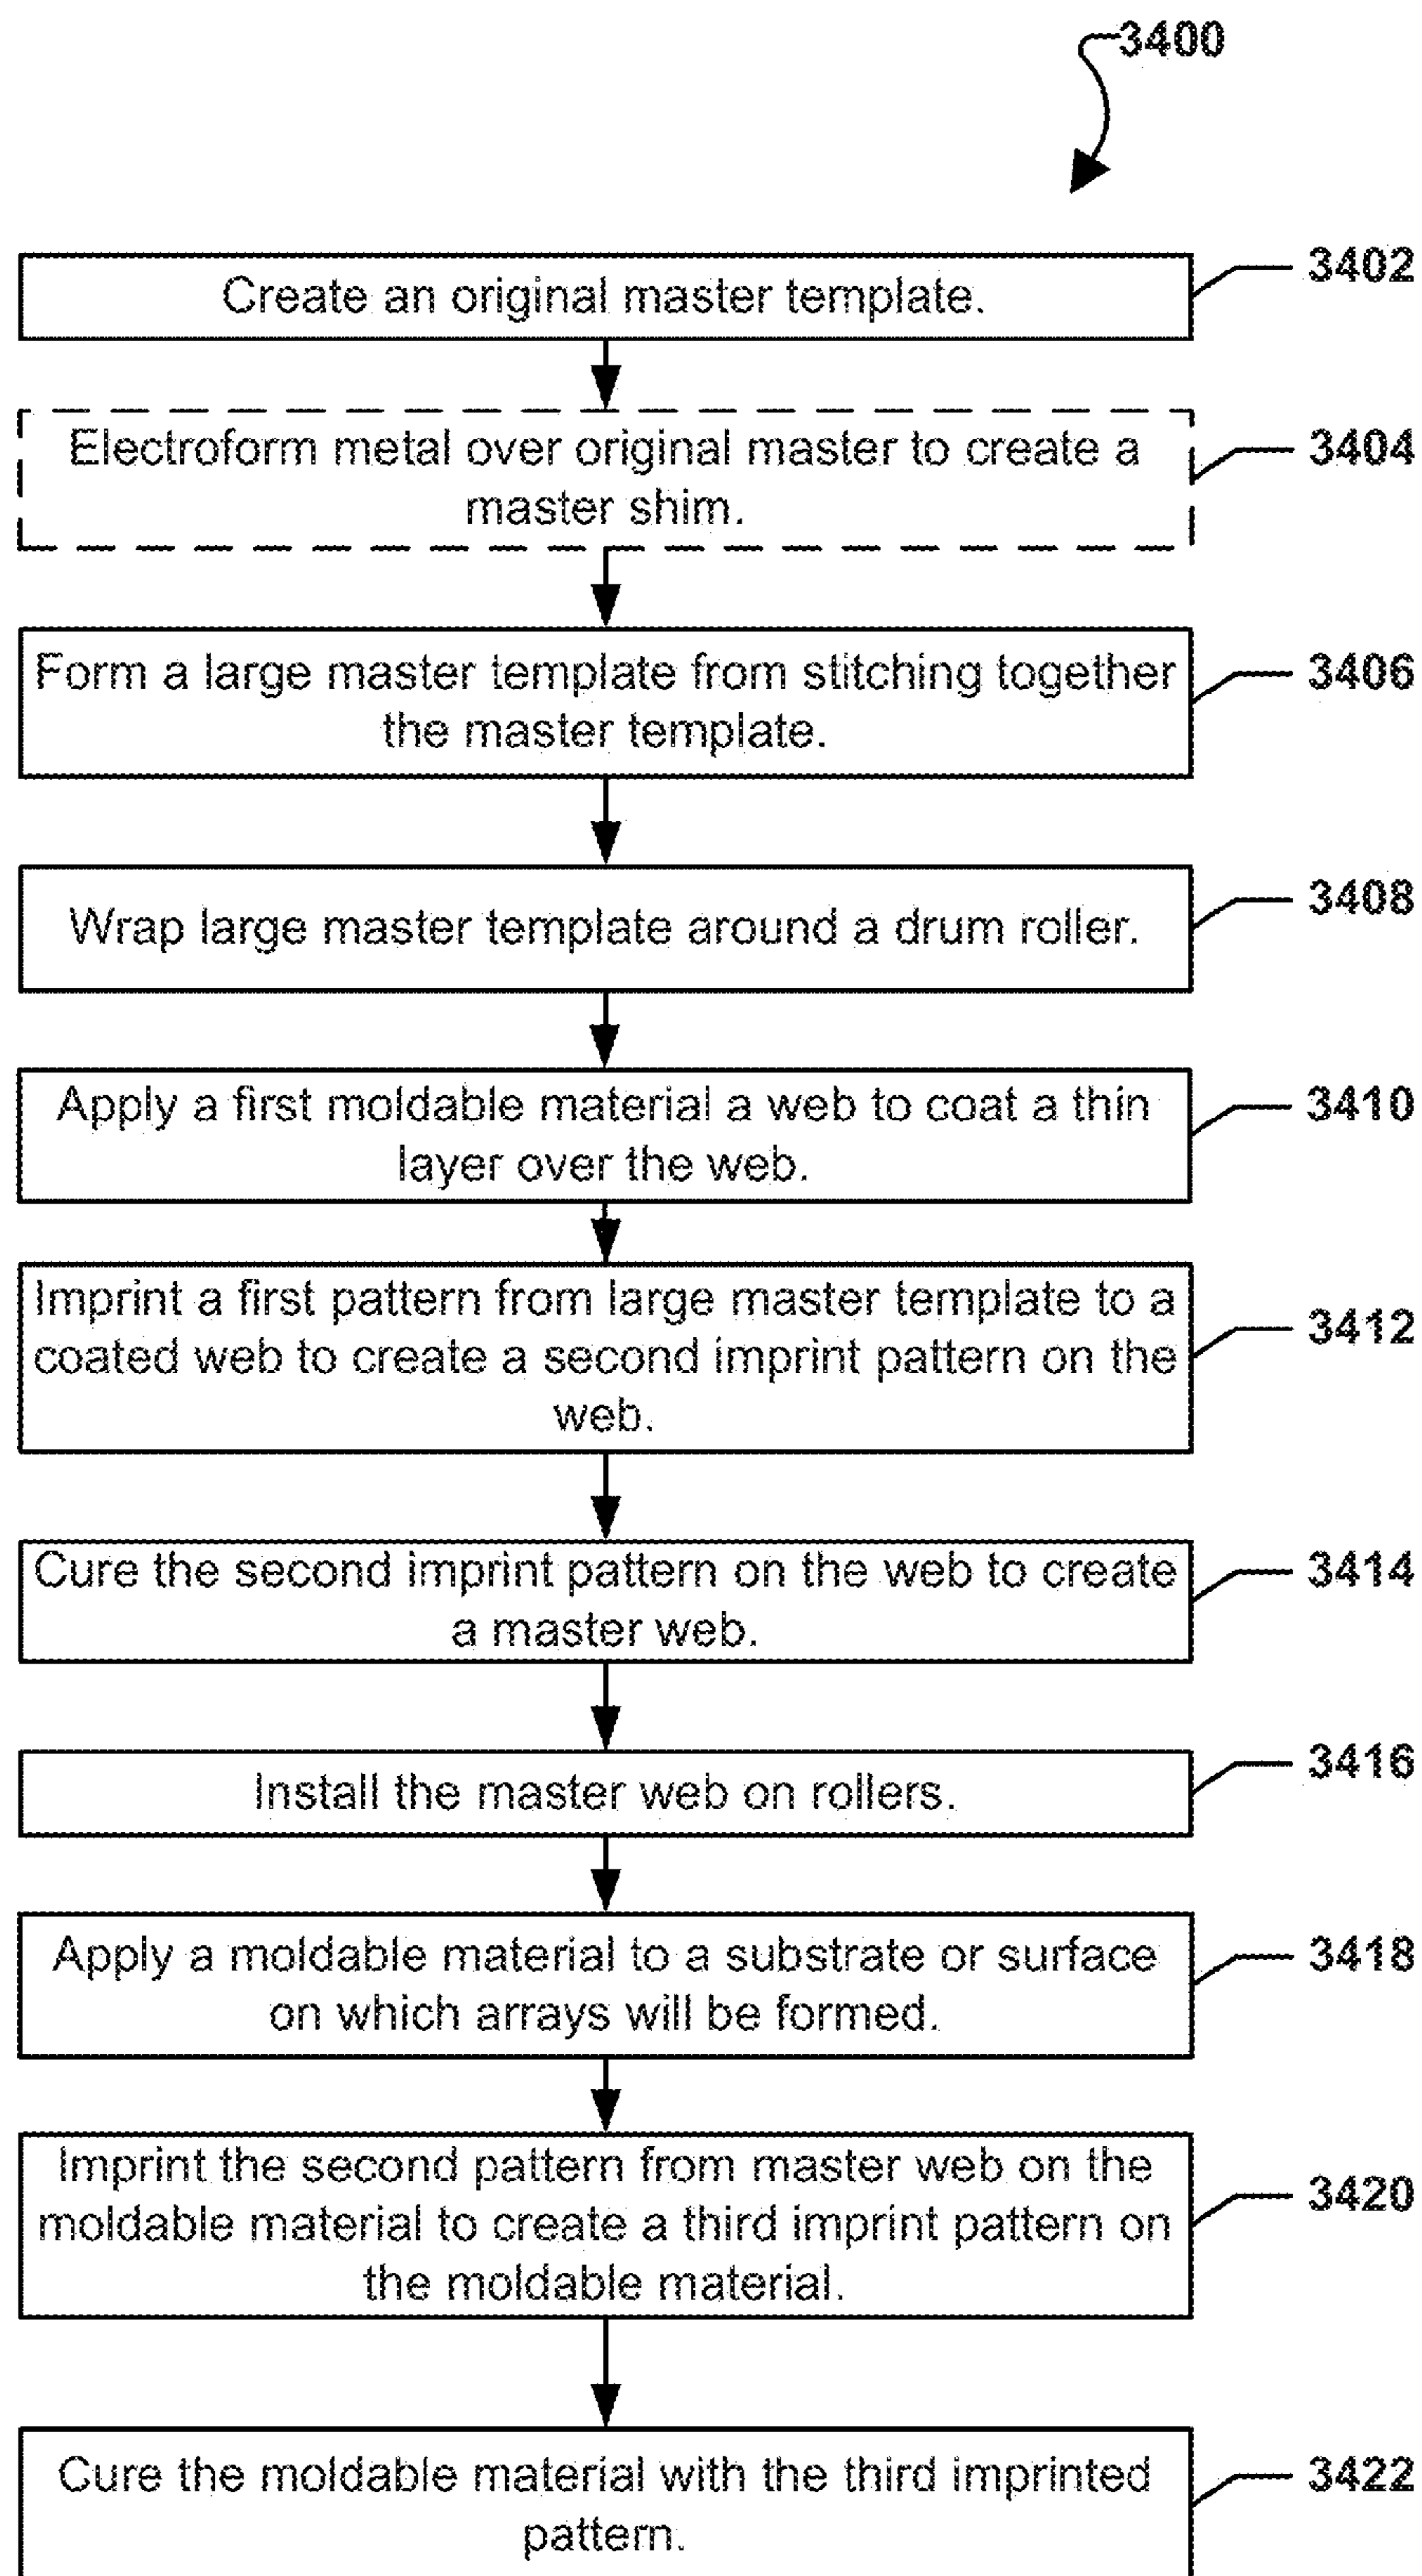 3400
Create an original master template.
3402
Electroform metal over original master to create a
master shim.
3404
Form a large master template from stitching together
the master template.
3406
Wrap large master template around a drum roller.
3408
Apply a first moldable material a web to coat a thin
layer over the web.
3410
Imprint a first pattern from large master template to a
coated web to create a second imprint pattern on the
web.
3412
Cure the second imprint pattern on the web to create
a master web.
3414
Install the master web on rollers.
3416
Apply a moldable material to a substrate or surface
on which arrays will be formed.
3418
Imprint the second pattern from master web on the
moldable material to create a third imprint pattern on
the moldable material.
3420
Cure the moldable material with the third imprinted
pattern.
3422